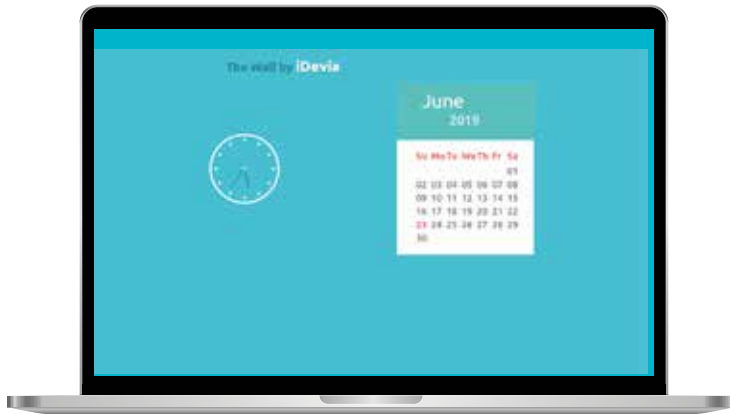 The Wall by iDevie
June
2019
Su Mo Tu We Th Fr Sa
01
02 03 04 05 06 07 08
09 10 11 12 13 14 15
16 17 18 19 20 21 22
23 24 25 26 27 28 29
30